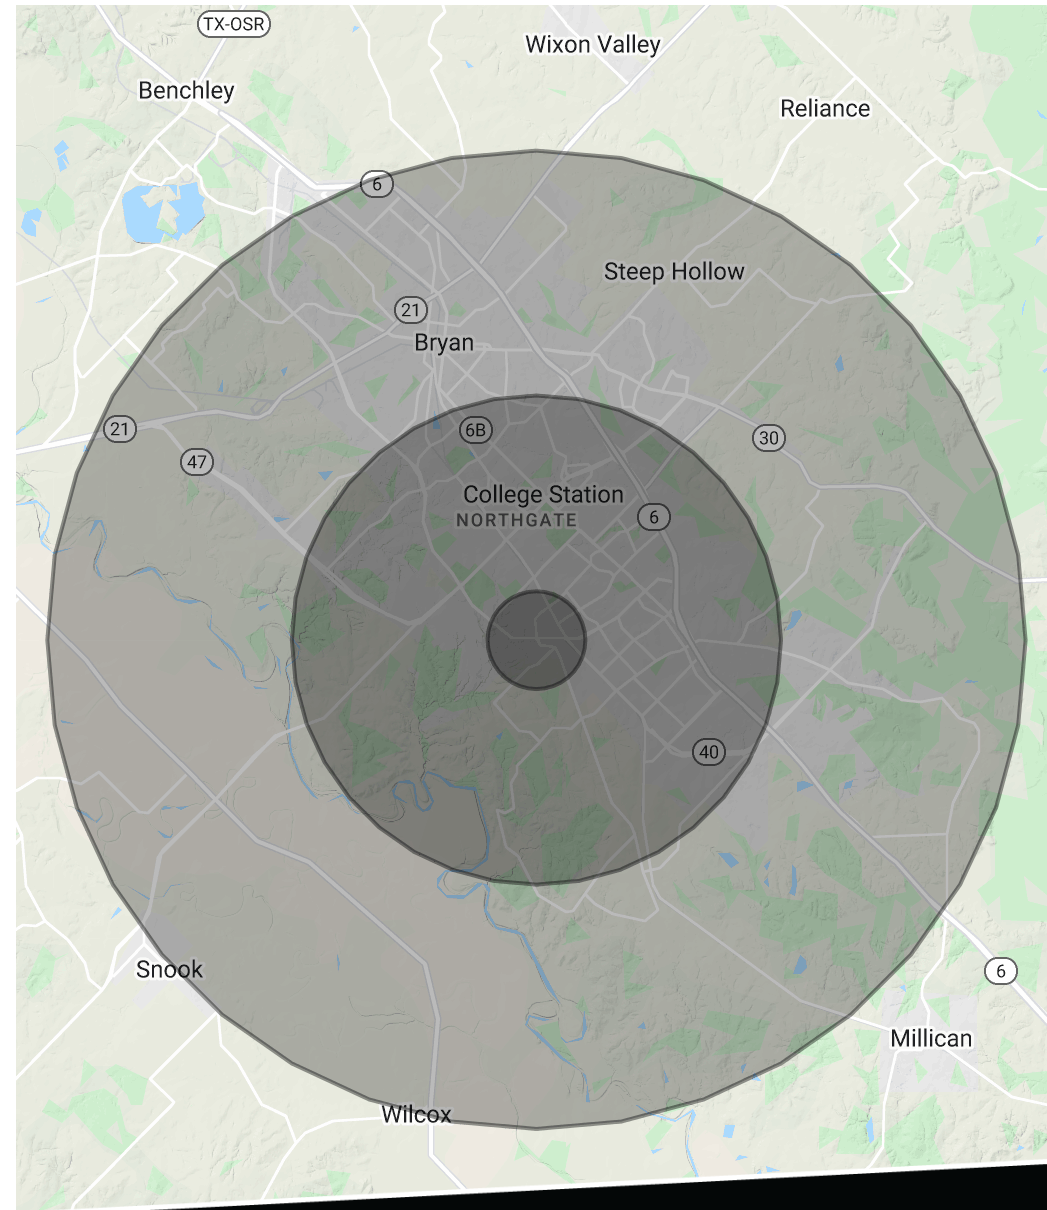 TX-OSR
Wixon Valley
Benchley
Reliance
6
Steep Hollow
21
Bryan
21
6B
30
47
College Station
6
NORTHGATE
40
Snook
6
Millican
Wilcox